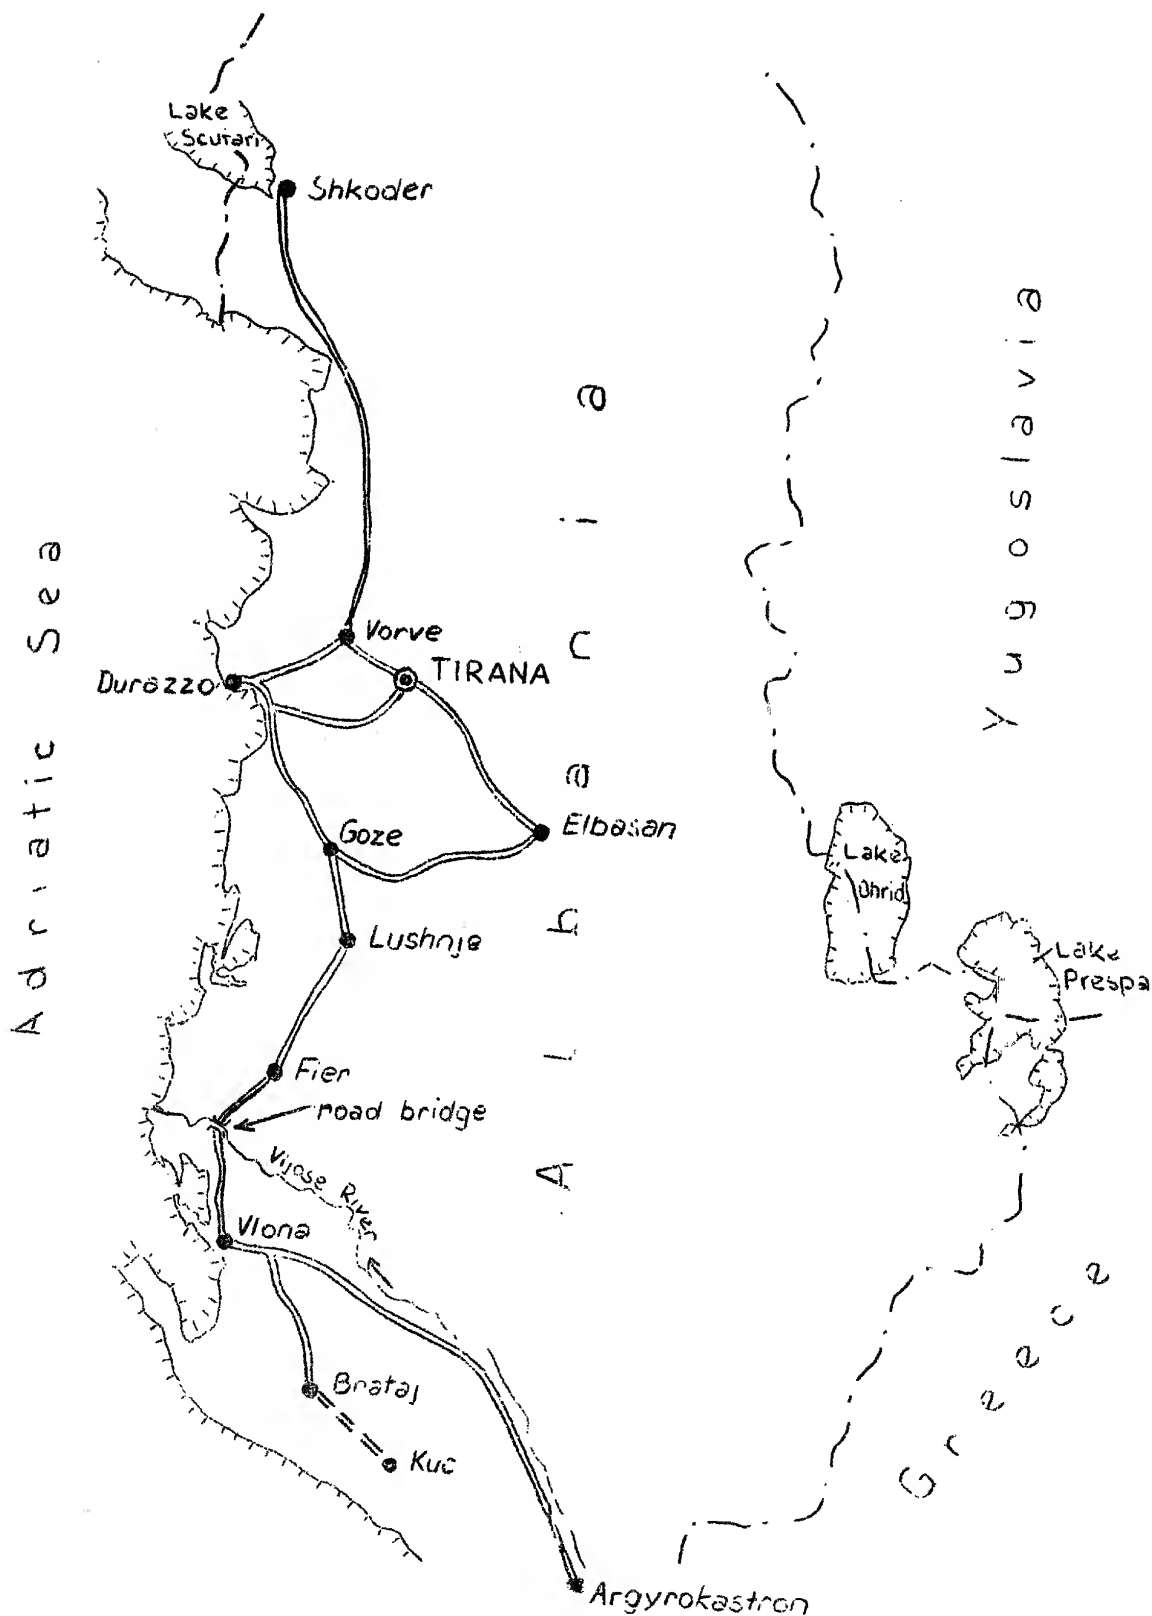 Lake
Scutari
Shkoder
Adriatic Sea
Albania
Yugoslavia
Vorve
TIRANA
Durazzo
Elbasan
Goze
Lake
Ohrid
Lushnje
Lake
Prespa
Fier
road bridge
Vijose River
Vlona
Greece
Brataj
Kuc
Argyrokastron